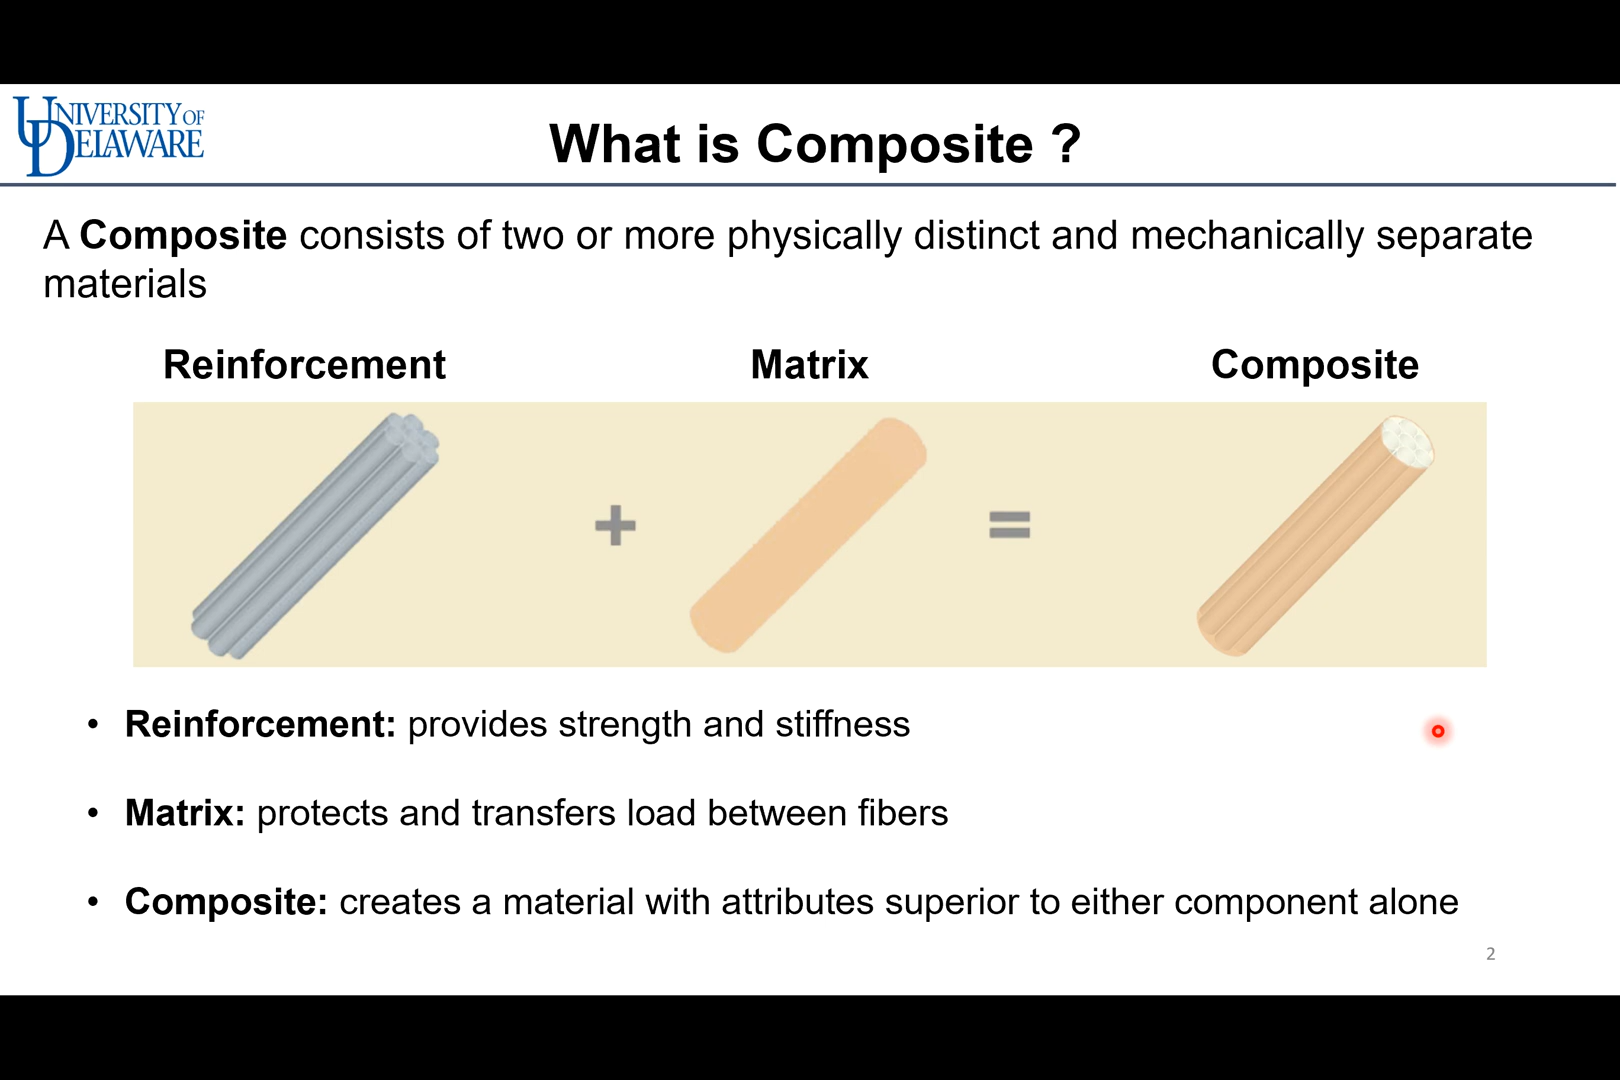 UNIVERSITY OF
DELAWARE
What is Composite ?
A Composite consists of two or more physically distinct and mechanically separate
materials
Reinforcement Matrix Composite
+ =
• Reinforcement: provides strength and stiffness
• Matrix: protects and transfers load between fibers
• Composite: creates a material with attributes superior to either component alone
2